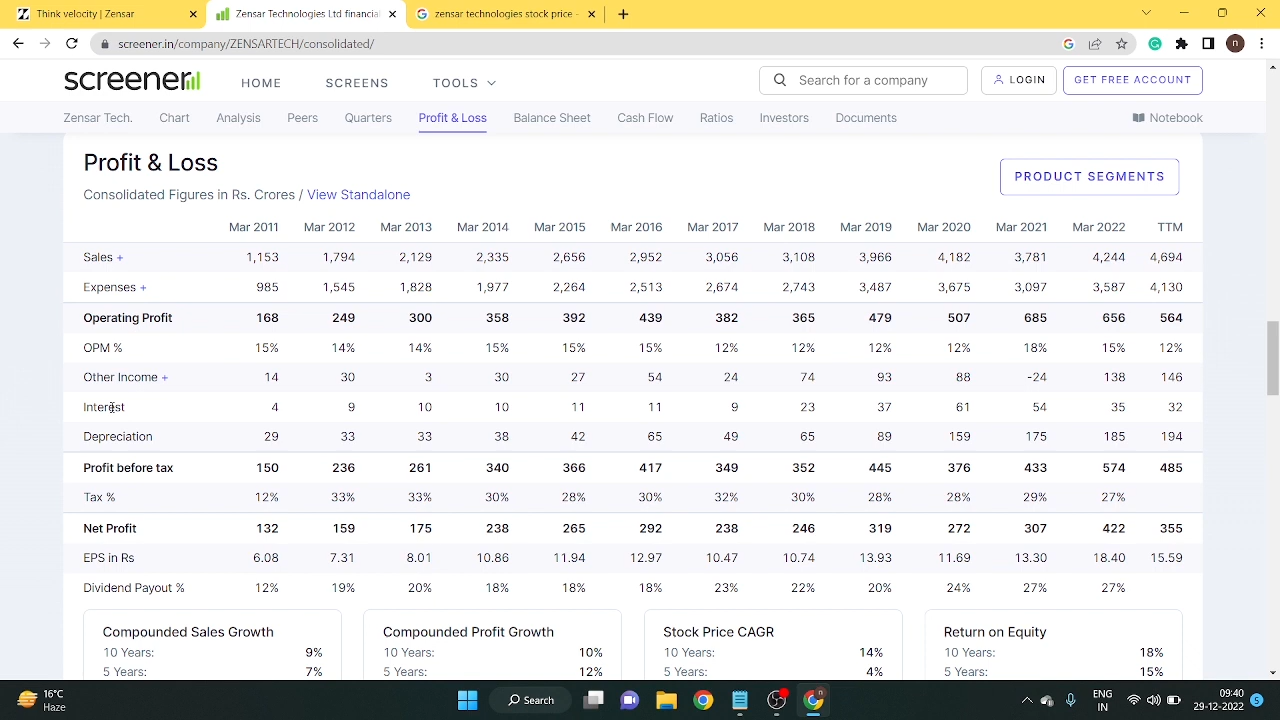 Think velocity | Zensar Technologies
Zensar Technologies Ltd financial
zensar technologies stock price -
screener.in/company/ZENSARTECH/consolidated/
n
screener
HOME SCREENS TOOLS
Search for a company
LOGIN
GET FREE ACCOUNT
Zensar Tech. Chart Analysis Peers Quarters Profit & Loss Balance Sheet Cash Flow Ratios Investors Documents Notebook
Profit & Loss
Consolidated Figures in Rs. Crores / View Standalone
PRODUCT SEGMENTS
Mar 2011 Mar 2012 Mar 2013 Mar 2014 Mar 2015 Mar 2016 Mar 2017 Mar 2018 Mar 2019 Mar 2020 Mar 2021 Mar 2022 TTM
Sales + 1,153 1,794 2,129 2,335 2,656 2,952 3,056 3,108 3,966 4,182 3,781 4,244 4,694
Expenses + 985 1,545 1,828 1,977 2,264 2,513 2,674 2,743 3,487 3,675 3,097 3,587 4,130
Operating Profit 168 249 300 358 392 439 382 365 479 507 685 656 564
OPM % 15% 14% 14% 15% 15% 15% 12% 12% 12% 12% 18% 15% 12%
Other Income + 14 30 3 30 27 54 24 74 93 88 -24 138 146
Interest 4 9 10 10 11 11 9 23 37 61 54 35 32
Depreciation 29 33 33 38 42 65 49 65 89 159 175 185 194
Profit before tax 150 236 261 340 366 417 349 352 445 376 433 574 485
Tax % 12% 33% 33% 30% 28% 30% 32% 30% 28% 28% 29% 27%
Net Profit 132 159 175 238 265 292 238 246 319 272 307 422 355
EPS in Rs 6.08 7.31 8.01 10.86 11.94 12.97 10.47 10.74 13.93 11.69 13.30 18.40 15.59
Dividend Payout % 12% 19% 20% 18% 18% 18% 23% 22% 20% 24% 27% 27%
Compounded Sales Growth
10 Years: 9%
5 Years: 7%
Compounded Profit Growth
10 Years: 10%
5 Years: 12%
Stock Price CAGR
10 Years: 14%
5 Years: 4%
Return on Equity
10 Years: 18%
5 Years: 15%
16°C
Haze
Search
ENG
IN
09:40
29-12-2022
5